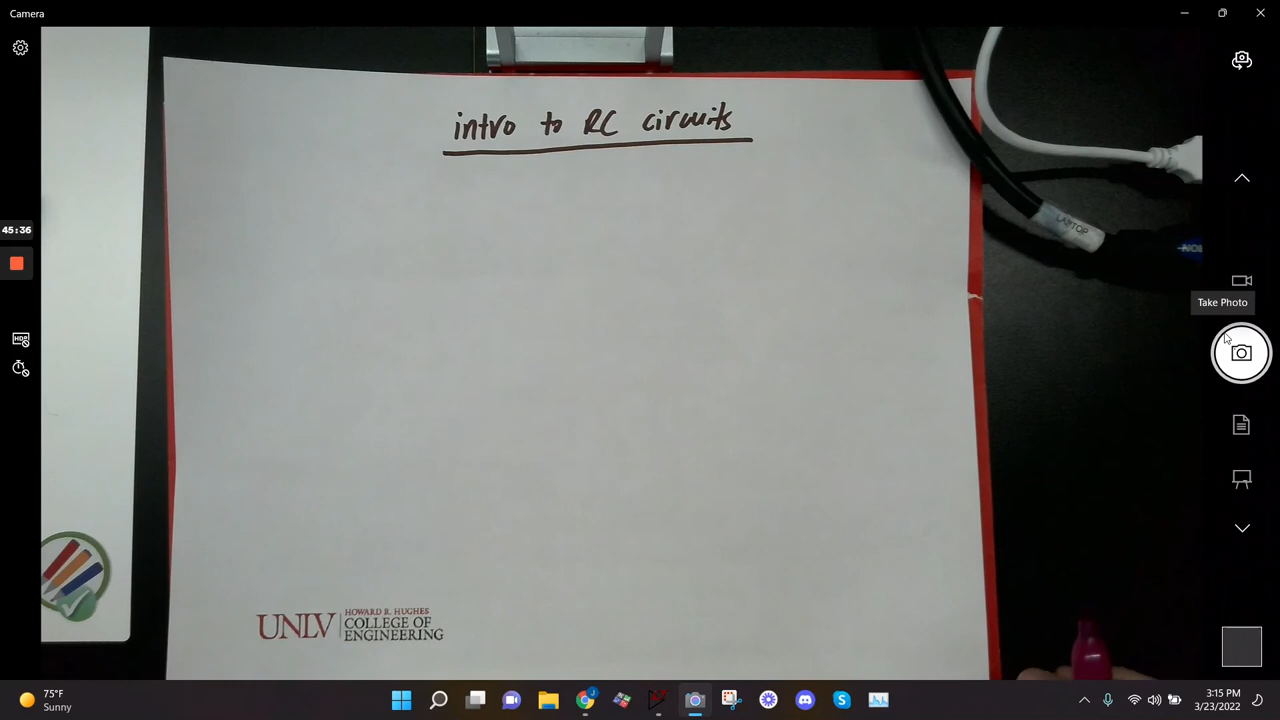 Camera
intro to RC circuits
LAPTOP
45:36
Take Photo
UNLV
HOWARD R. HUGHES
COLLEGE OF
ENGINEERING
75°F
Sunny
3:15 PM
3/23/2022